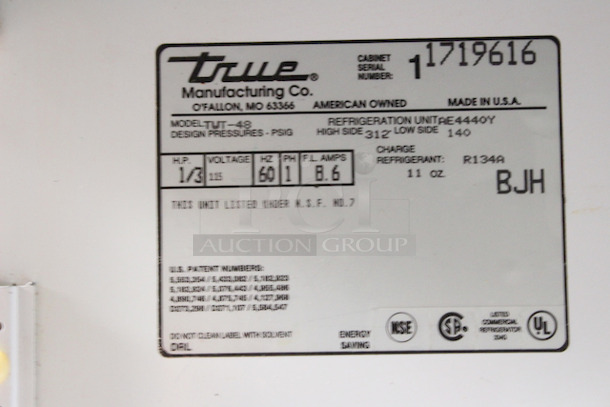 true®
Manufacturing Co.
O'FALLON, MO 63366 AMERICAN OWNED MADE IN U.S.A.
CABINET SERIAL NUMBER: 1 1719616
MODEL TWT-48 REFRIGERATION UNIT AE4440Y
DESIGN PRESSURES - PSIG HIGH SIDE 312 LOW SIDE 140
H.P. VOLTAGE HZ PH F.L. AMPS
1/3 115 60 1 8.6
CHARGE
REFRIGERANT: R134A
11 OZ.
BJH
THIS UNIT LISTED UNDER N.S.F. NO.7
AUCTION GROUP
U.S. PATENT NUMBERS:
DO NOT CLEAN LABEL WITH SOLVENT
ENERGY
SAVING
NSF
LISTED
COMMERCIAL
REFRIGERATOR
UL